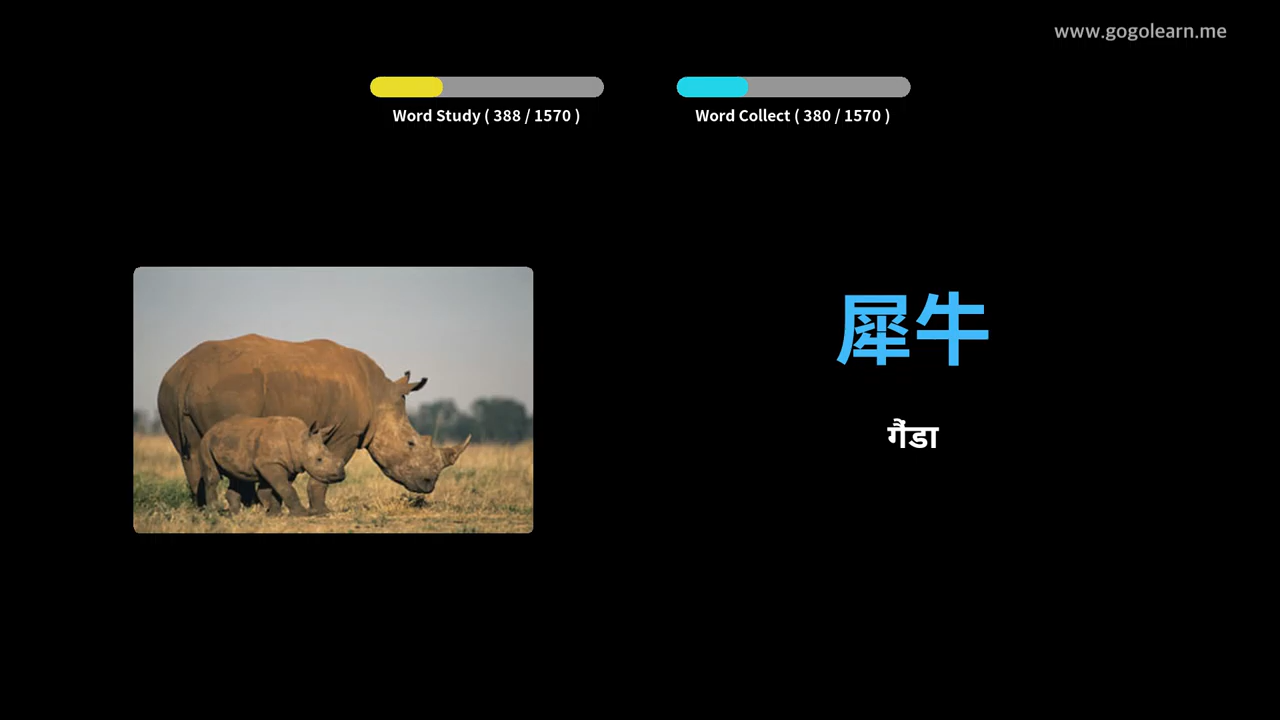 www.gogolearn.me
Word Study ( 388 / 1570 )
Word Collect ( 380 / 1570 )
犀牛
गैंडा